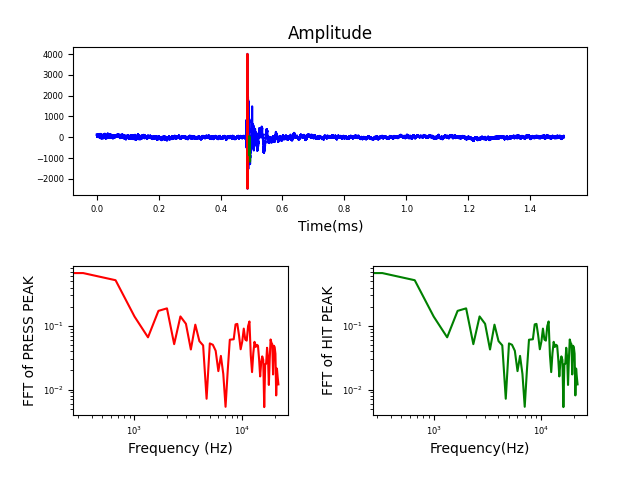 Amplitude
4000
3000
2000
1000
0
−1000
−2000
0.0 0.2 0.4 0.6 0.8 1.0 1.2 1.4
Time(ms)
FFT of PRESS PEAK
10⁻¹
10⁻²
10³ 10⁴
Frequency (Hz)
FFT of HIT PEAK
10⁻¹
10⁻²
10³ 10⁴
Frequency(Hz)